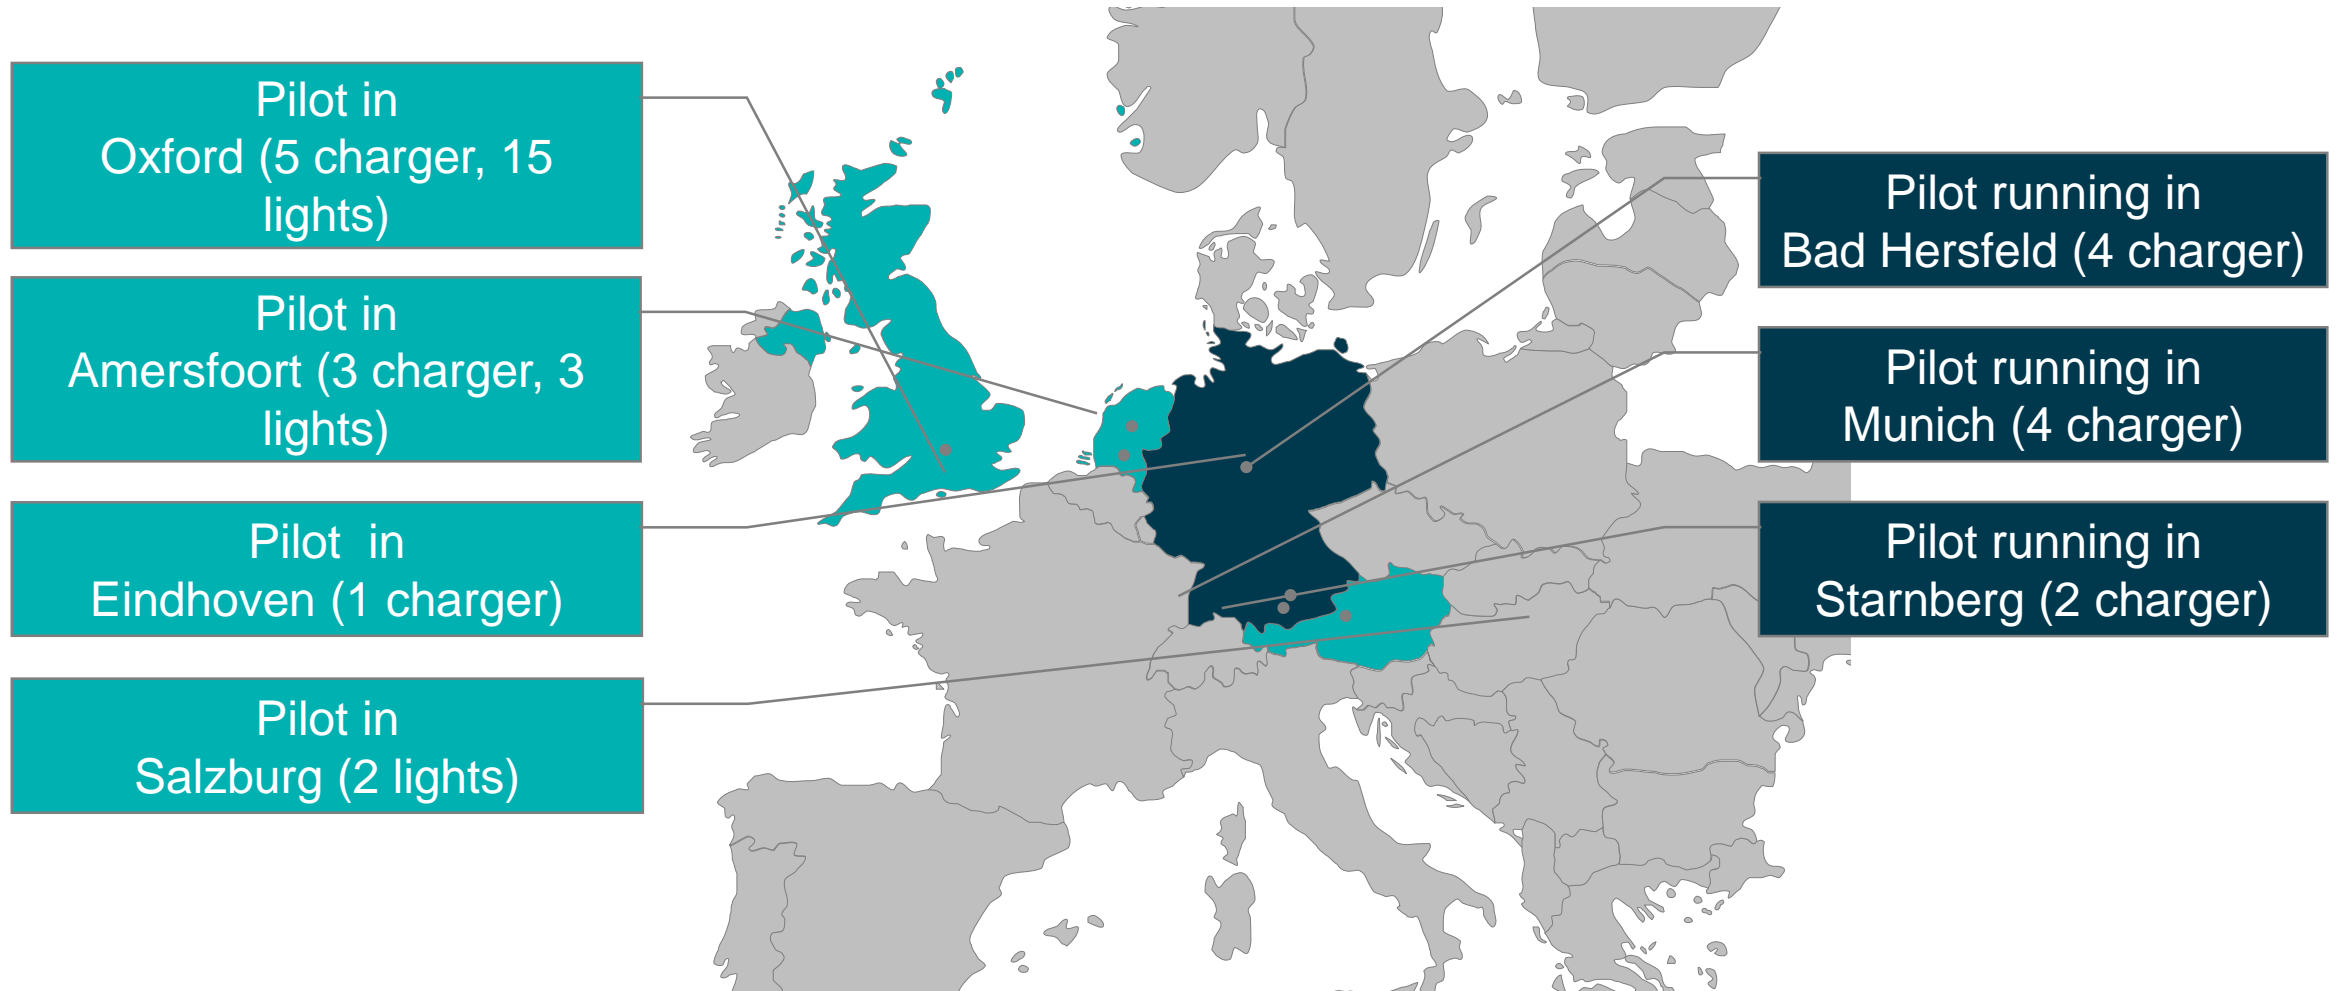 Pilot in
Oxford (5 charger, 15
lights)
Pilot in
Amersfoort (3 charger, 3
lights)
Pilot  in
Eindhoven (1 charger)
Pilot in
Salzburg (2 lights)
Pilot running in
Bad Hersfeld (4 charger)
Pilot running in
Munich (4 charger)
Pilot running in
Starnberg (2 charger)